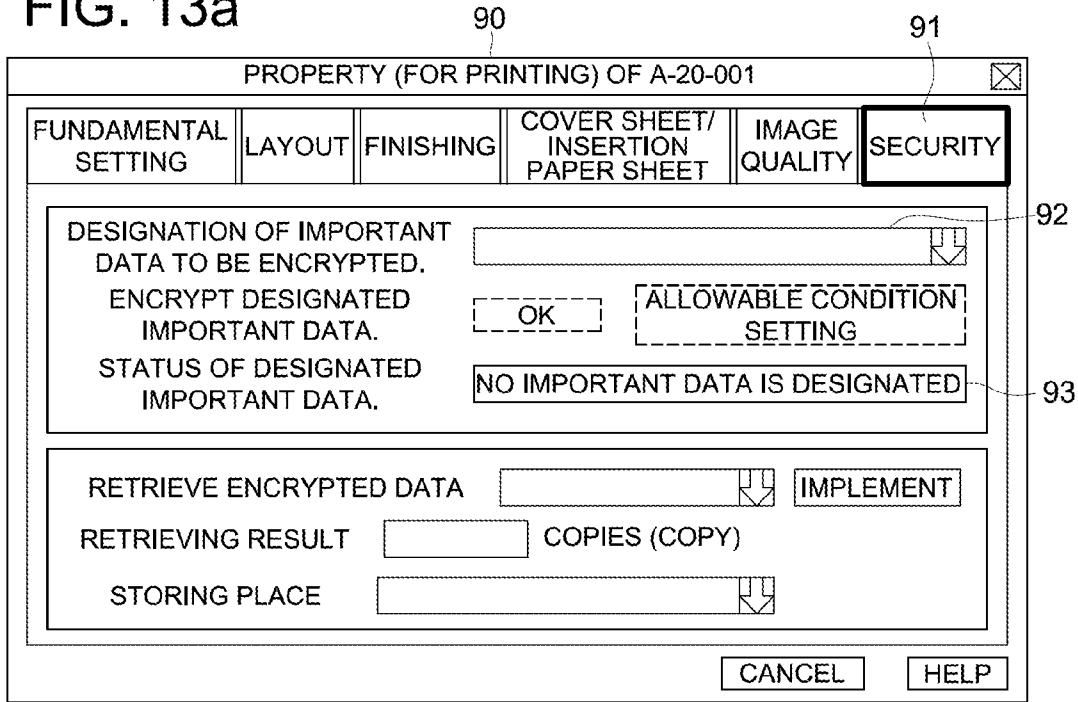 FIG. 13a
90
91
PROPERTY (FOR PRINTING) OF A-20-001
FUNDAMENTAL
SETTING
LAYOUT
FINISHING
COVER SHEET/
INSERTION
PAPER SHEET
IMAGE
QUALITY
SECURITY
DESIGNATION OF IMPORTANT
DATA TO BE ENCRYPTED.
92
ENCRYPT DESIGNATED
IMPORTANT DATA.
OK
ALLOWABLE CONDITION
SETTING
STATUS OF DESIGNATED
IMPORTANT DATA.
NO IMPORTANT DATA IS DESIGNATED
93
RETRIEVE ENCRYPTED DATA
IMPLEMENT
RETRIEVING RESULT
COPIES (COPY)
STORING PLACE
CANCEL
HELP